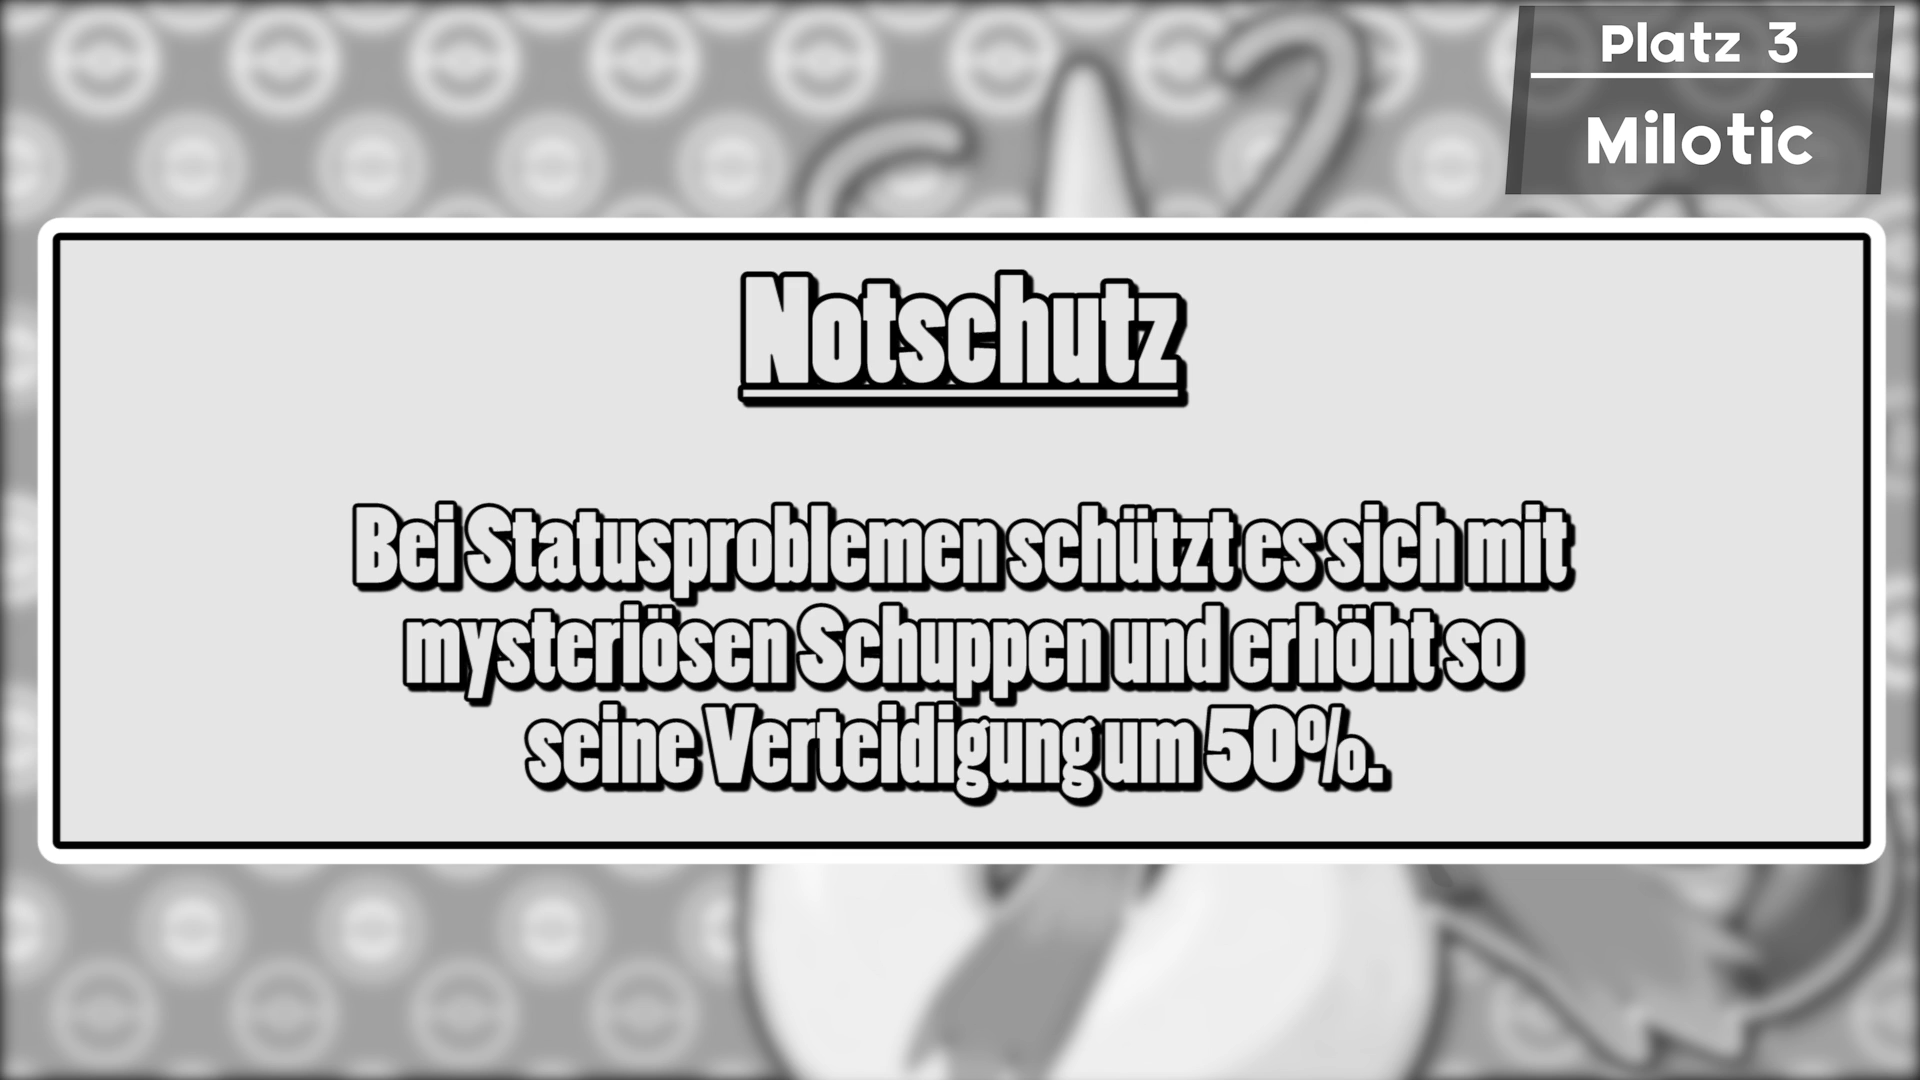 Platz 3
Milotic
Notschutz
Bei Statusproblemen schützt es sich mit
mysteriösen Schuppen und erhöht so
seine Verteidigung um 50%.